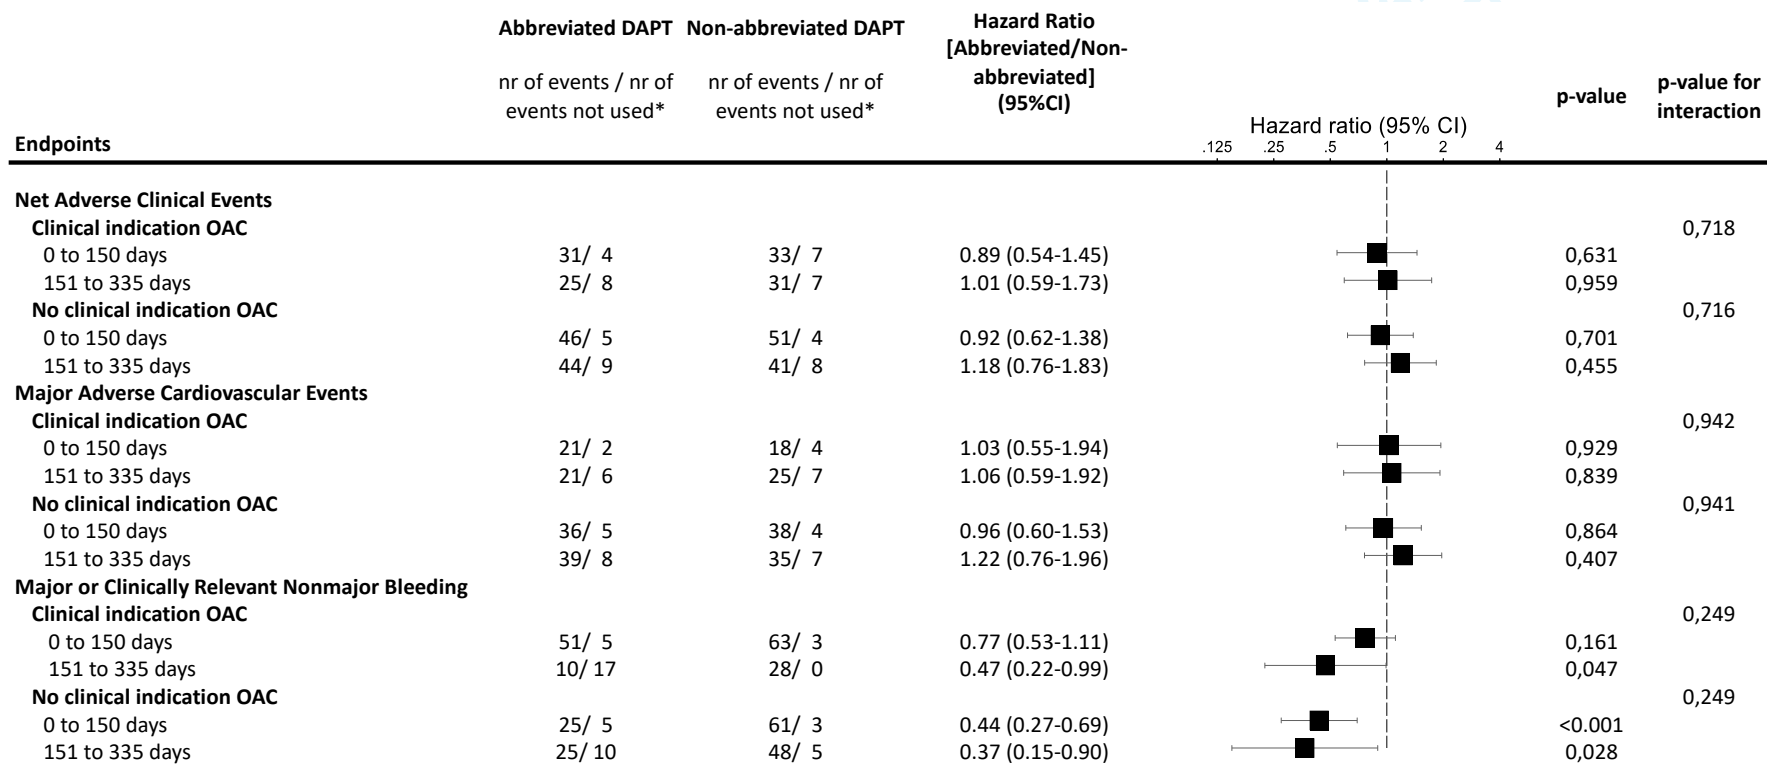 Abbreviated DAPT Non-abbreviated DAPT Hazard Ratio
[Abbreviated/Non-
abbreviated]
(95%CI)
nr of events / nr of nr of events / nr of
events not used* events not used*
p-value p-value for
interaction
Hazard ratio (95% CI)
Endpoints
.125 .25 .5 1 2 4
Net Adverse Clinical Events
Clinical indication OAC 0,718
0 to 150 days 31/ 4 33/ 7 0.89 (0.54-1.45) 0,631
151 to 335 days 25/ 8 31/ 7 1.01 (0.59-1.73) 0,959
No clinical indication OAC 0,716
0 to 150 days 46/ 5 51/ 4 0.92 (0.62-1.38) 0,701
151 to 335 days 44/ 9 41/ 8 1.18 (0.76-1.83) 0,455
Major Adverse Cardiovascular Events
Clinical indication OAC 0,942
0 to 150 days 21/ 2 18/ 4 1.03 (0.55-1.94) 0,929
151 to 335 days 21/ 6 25/ 7 1.06 (0.59-1.92) 0,839
No clinical indication OAC 0,941
0 to 150 days 36/ 5 38/ 4 0.96 (0.60-1.53) 0,864
151 to 335 days 39/ 8 35/ 7 1.22 (0.76-1.96) 0,407
Major or Clinically Relevant Nonmajor Bleeding
Clinical indication OAC 0,249
0 to 150 days 51/ 5 63/ 3 0.77 (0.53-1.11) 0,161
151 to 335 days 10/ 17 28/ 0 0.47 (0.22-0.99) 0,047
No clinical indication OAC 0,249
0 to 150 days 25/ 5 61/ 3 0.44 (0.27-0.69) <0.001
151 to 335 days 25/ 10 48/ 5 0.37 (0.15-0.90) 0,028